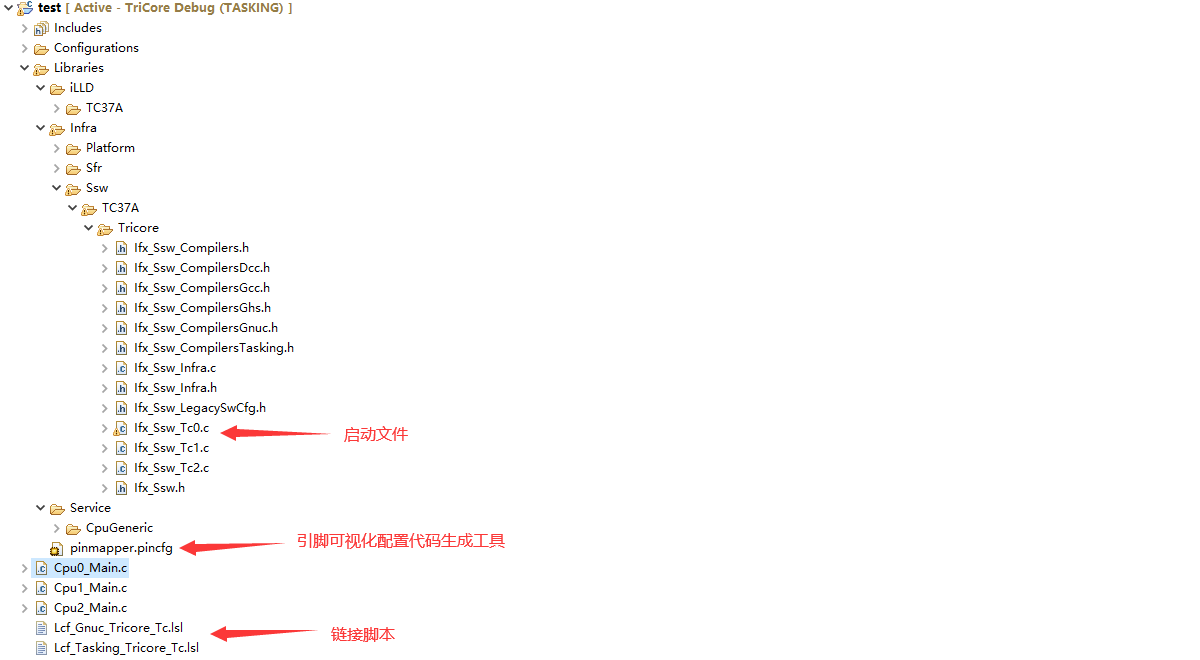 test [ Active - TriCore Debug (TASKING) ]
Includes
Configurations
Libraries
iLLD
TC37A
Infra
Platform
Sfr
Ssw
TC37A
Tricore
Ifx_Ssw_Compilers.h
Ifx_Ssw_CompilersDcc.h
Ifx_Ssw_CompilersGcc.h
Ifx_Ssw_CompilersGhs.h
Ifx_Ssw_CompilersGnuc.h
Ifx_Ssw_CompilersTasking.h
Ifx_Ssw_Infra.c
Ifx_Ssw_Infra.h
Ifx_Ssw_LegacySwCfg.h
Ifx_Ssw_Tc0.c 启动文件
Ifx_Ssw_Tc1.c
Ifx_Ssw_Tc2.c
Ifx_Ssw.h
Service
CpuGeneric
pinmapper.pincfg 引脚可视化配置代码生成工具
Cpu0_Main.c
Cpu1_Main.c
Cpu2_Main.c
Lcf_Gnuc_Tricore_Tc.lsl 链接脚本
Lcf_Tasking_Tricore_Tc.lsl